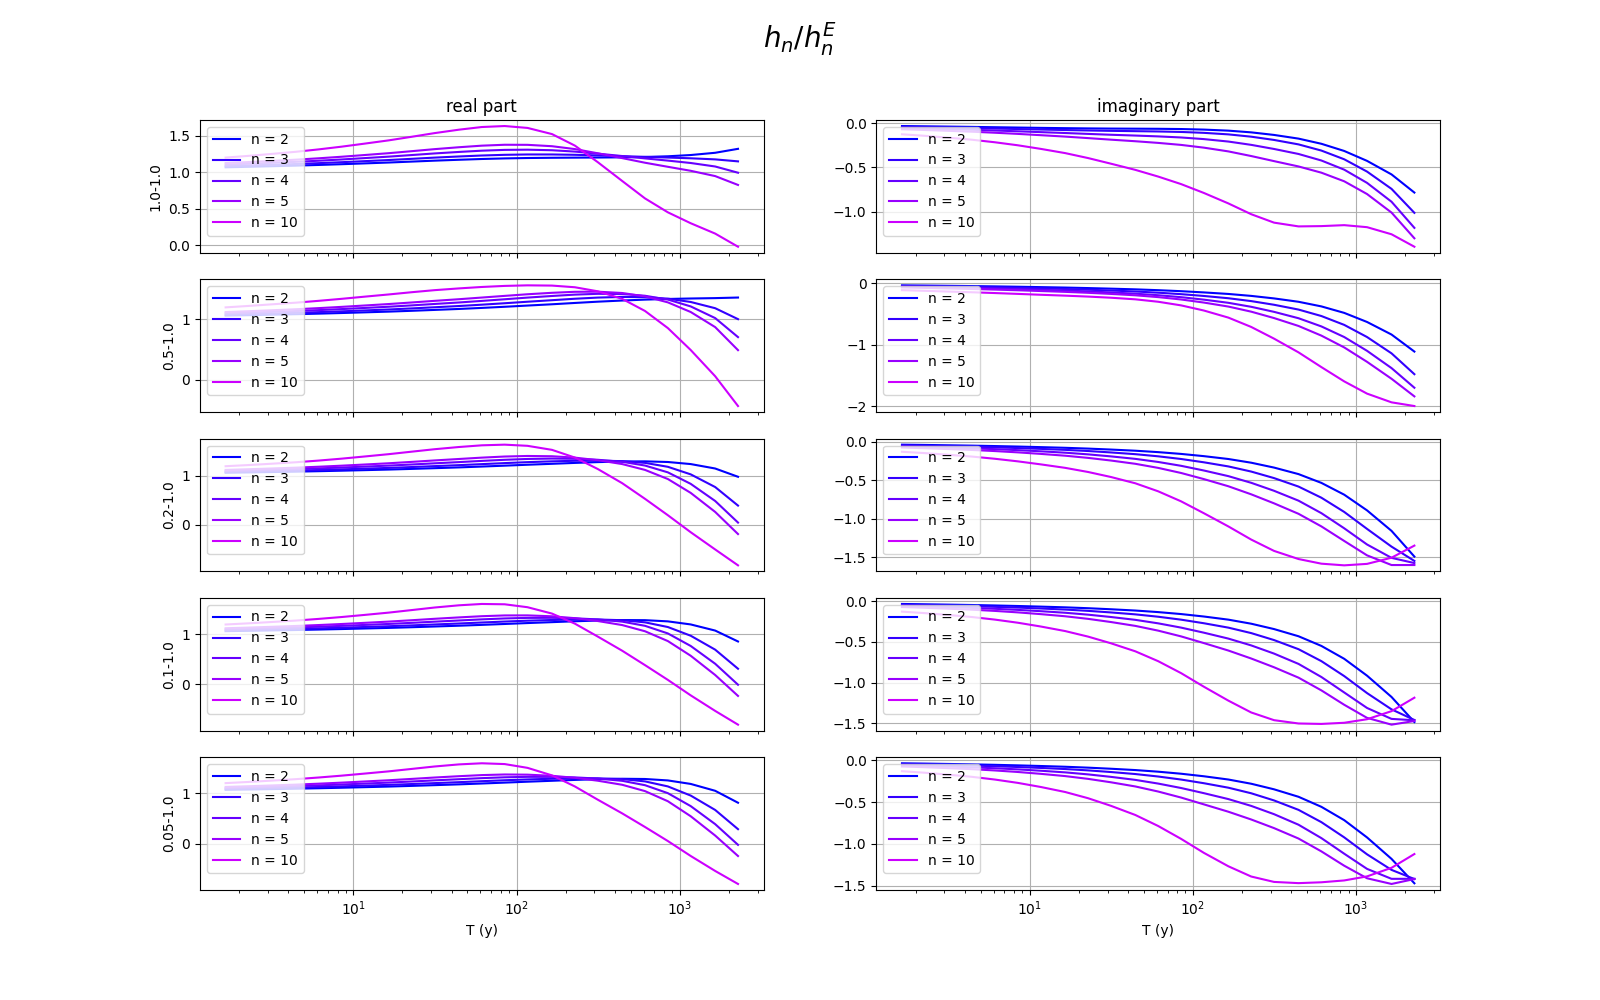 h_n/h_n^E
real part
imaginary part
1.0-1.0
1.5
1.0
0.5
0.0
n = 2
n = 3
n = 4
n = 5
n = 10
0.0
−0.5
−1.0
n = 2
n = 3
n = 4
n = 5
n = 10
0.5-1.0
1
0
n = 2
n = 3
n = 4
n = 5
n = 10
0
−1
−2
n = 2
n = 3
n = 4
n = 5
n = 10
0.2-1.0
1
0
n = 2
n = 3
n = 4
n = 5
n = 10
0.0
−0.5
−1.0
−1.5
n = 2
n = 3
n = 4
n = 5
n = 10
0.1-1.0
1
0
n = 2
n = 3
n = 4
n = 5
n = 10
0.0
−0.5
−1.0
−1.5
n = 2
n = 3
n = 4
n = 5
n = 10
0.05-1.0
1
0
n = 2
n = 3
n = 4
n = 5
n = 10
0.0
−0.5
−1.0
−1.5
n = 2
n = 3
n = 4
n = 5
n = 10
10^1 10^2 10^3
T (y)
10^1 10^2 10^3
T (y)